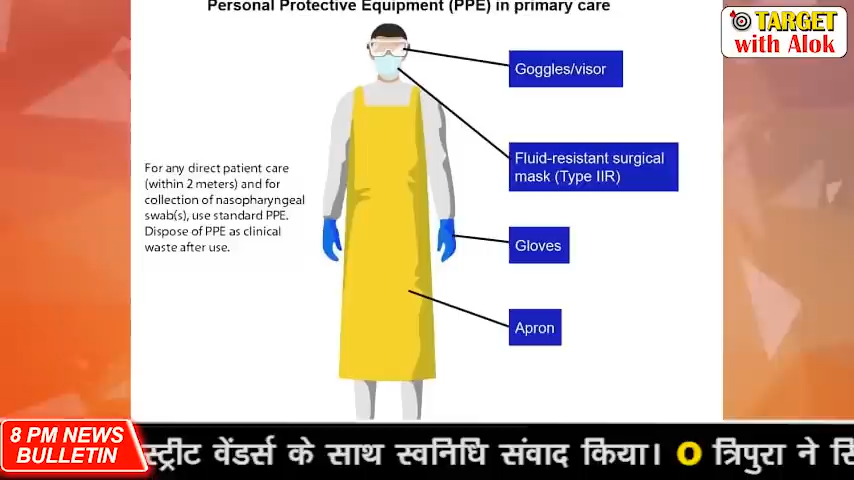 Personal Protective Equipment (PPE) in primary care
TARGET
with Alok
Goggles/visor
Fluid-resistant surgical
mask (Type IIR)
For any direct patient care
(within 2 meters) and for
collection of nasopharyngeal
swab(s), use standard PPE.
Dispose of PPE as clinical
waste after use.
Gloves
Apron
8 PM NEWS
BULLETIN
स्ट्रीट वेंडर्स के साथ स्वनिधि संवाद किया। O त्रिपुरा ने